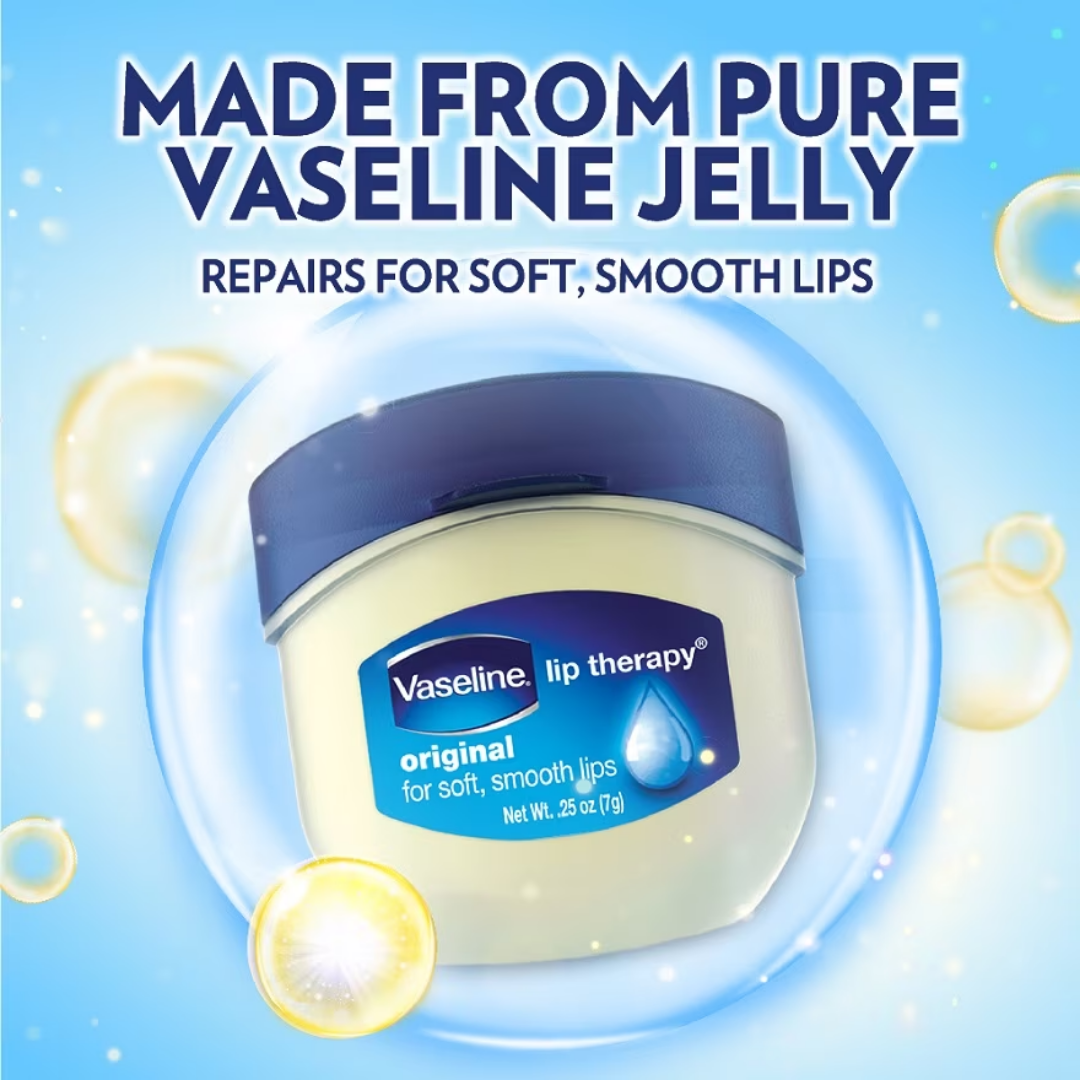 MADE FROM PURE
VASELINE JELLY
REPAIRS FOR SOFT, SMOOTH LIPS
Vaseline® lip therapy®
original
for soft, smooth lips
Net Wt. .25 oz (7g)